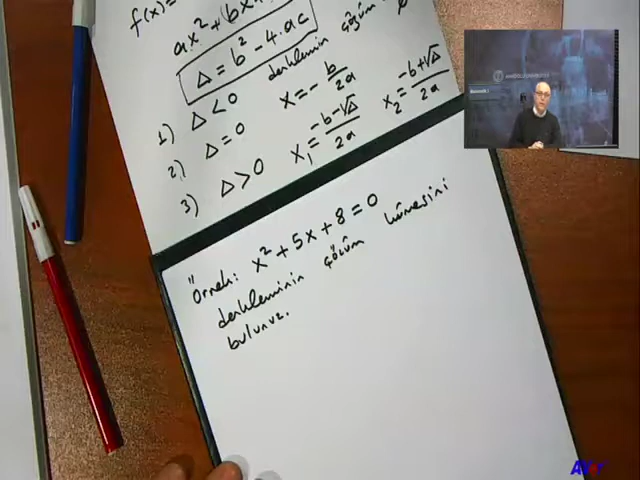 f(x)=
ax²+bx+
Δ=b²-4.ac
denklemin çözüm
1) Δ<0
2) Δ=0 x=-b/2a
3) Δ>0 x₁=-b-√Δ/2a x₂=-b+√Δ/2a
Örnek: x²+5x+8=0
denkleminin çözüm kümesini
bulunuz.